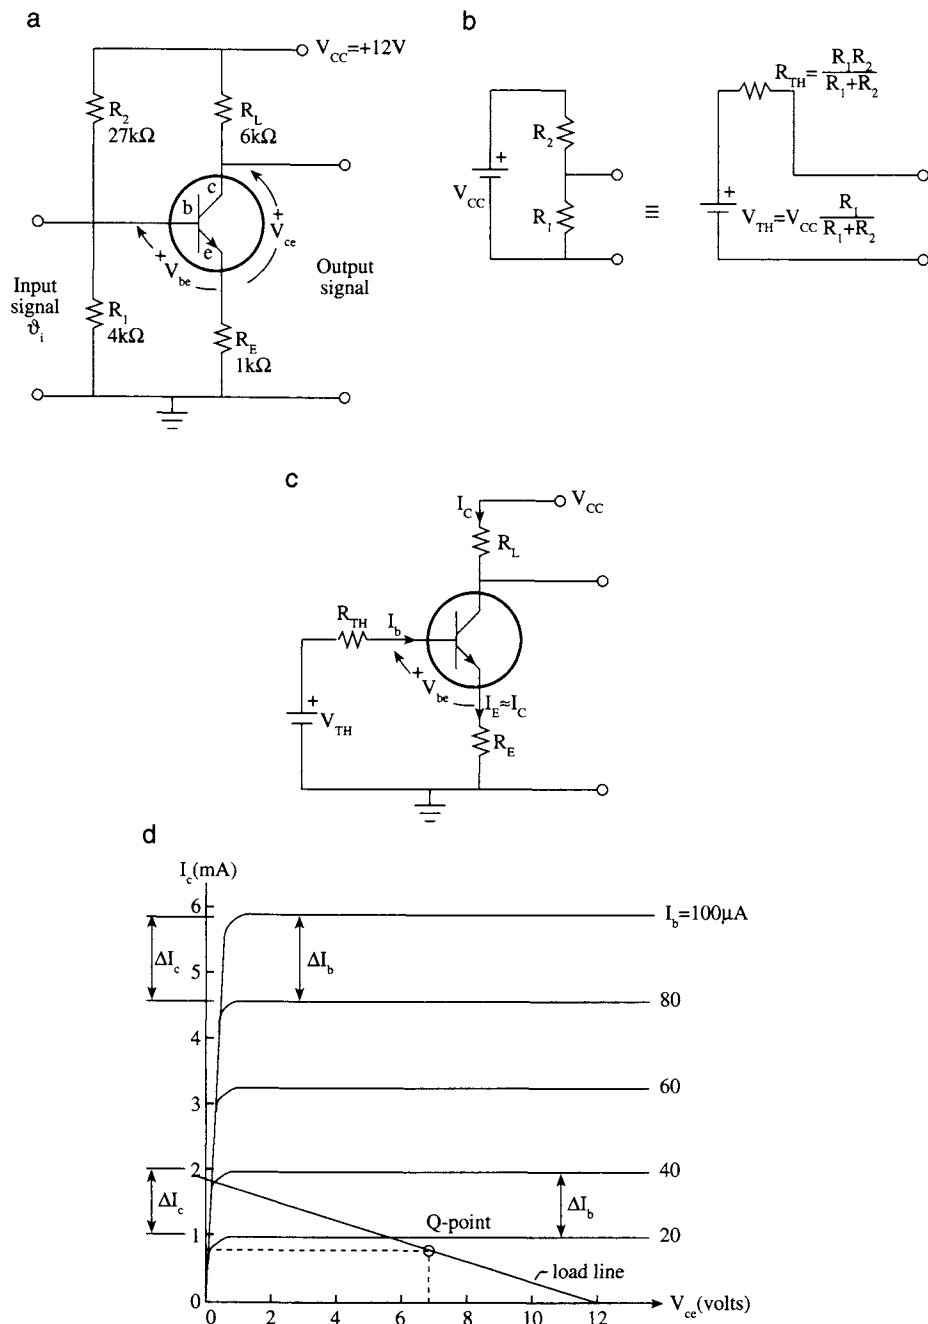 a
V_CC=+12V
R_2
27kΩ
R_L
6kΩ
c
b
e
+
V_ce
+
V_be
Input
signal
ϑ_i
Output
signal
R_1
4kΩ
R_E
1kΩ
b
+
V_CC
R_2
R_1
≡
R_TH=R_1R_2/R_1+R_2
+
V_TH=V_CC R_1/R_1+R_2
c
I_C
V_CC
R_L
R_TH
I_b
+
V_be
I_E≈I_C
+
V_TH
R_E
d
I_c(mA)
6
5
4
3
2
1
0
ΔI_c
ΔI_b
ΔI_c
ΔI_b
I_b=100μA
80
60
40
20
Q-point
load line
0 2 4 6 8 10 12
V_ce(volts)